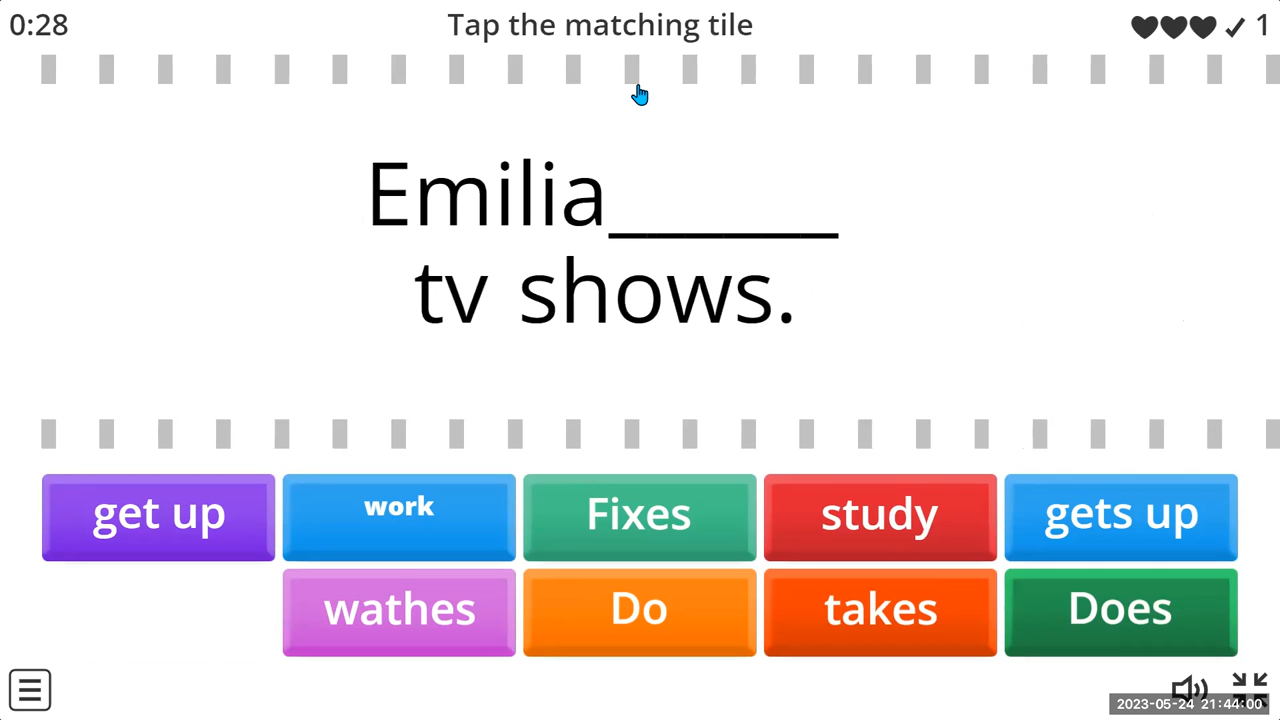 0:28 Tap the matching tile 1
Emilia______
tv shows.
get up work Fixes study gets up
wathes Do takes Does
2023-05-24 21:44:00